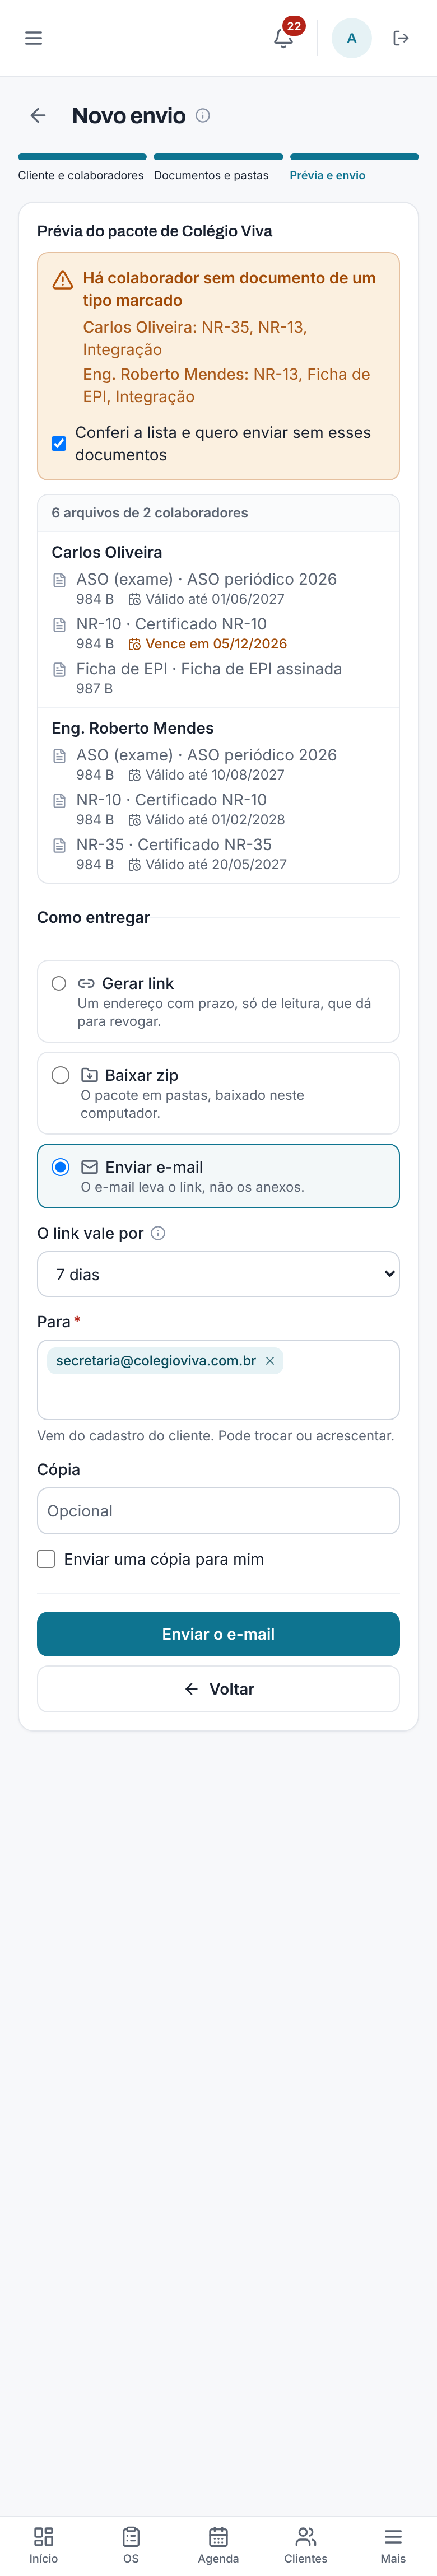 22
A
Novo envio
Cliente e colaboradores
Documentos e pastas
Prévia e envio
Prévia do pacote de Colégio Viva
Há colaborador sem documento de um
tipo marcado
Carlos Oliveira: NR-35, NR-13,
Integração
Eng. Roberto Mendes: NR-13, Ficha de
EPI, Integração
Conferi a lista e quero enviar sem esses
documentos
6 arquivos de 2 colaboradores
Carlos Oliveira
ASO (exame) · ASO periódico 2026
984 B Válido até 01/06/2027
NR-10 · Certificado NR-10
984 B Vence em 05/12/2026
Ficha de EPI · Ficha de EPI assinada
987 B
Eng. Roberto Mendes
ASO (exame) · ASO periódico 2026
984 B Válido até 10/08/2027
NR-10 · Certificado NR-10
984 B Válido até 01/02/2028
NR-35 · Certificado NR-35
984 B Válido até 20/05/2027
Como entregar
Gerar link
Um endereço com prazo, só de leitura, que dá
para revogar.
Baixar zip
O pacote em pastas, baixado neste
computador.
Enviar e-mail
O e-mail leva o link, não os anexos.
O link vale por
7 dias
Para*
secretaria@colegioviva.com.br
Vem do cadastro do cliente. Pode trocar ou acrescentar.
Cópia
Opcional
Enviar uma cópia para mim
Enviar o e-mail
Voltar
Início
OS
Agenda
Clientes
Mais